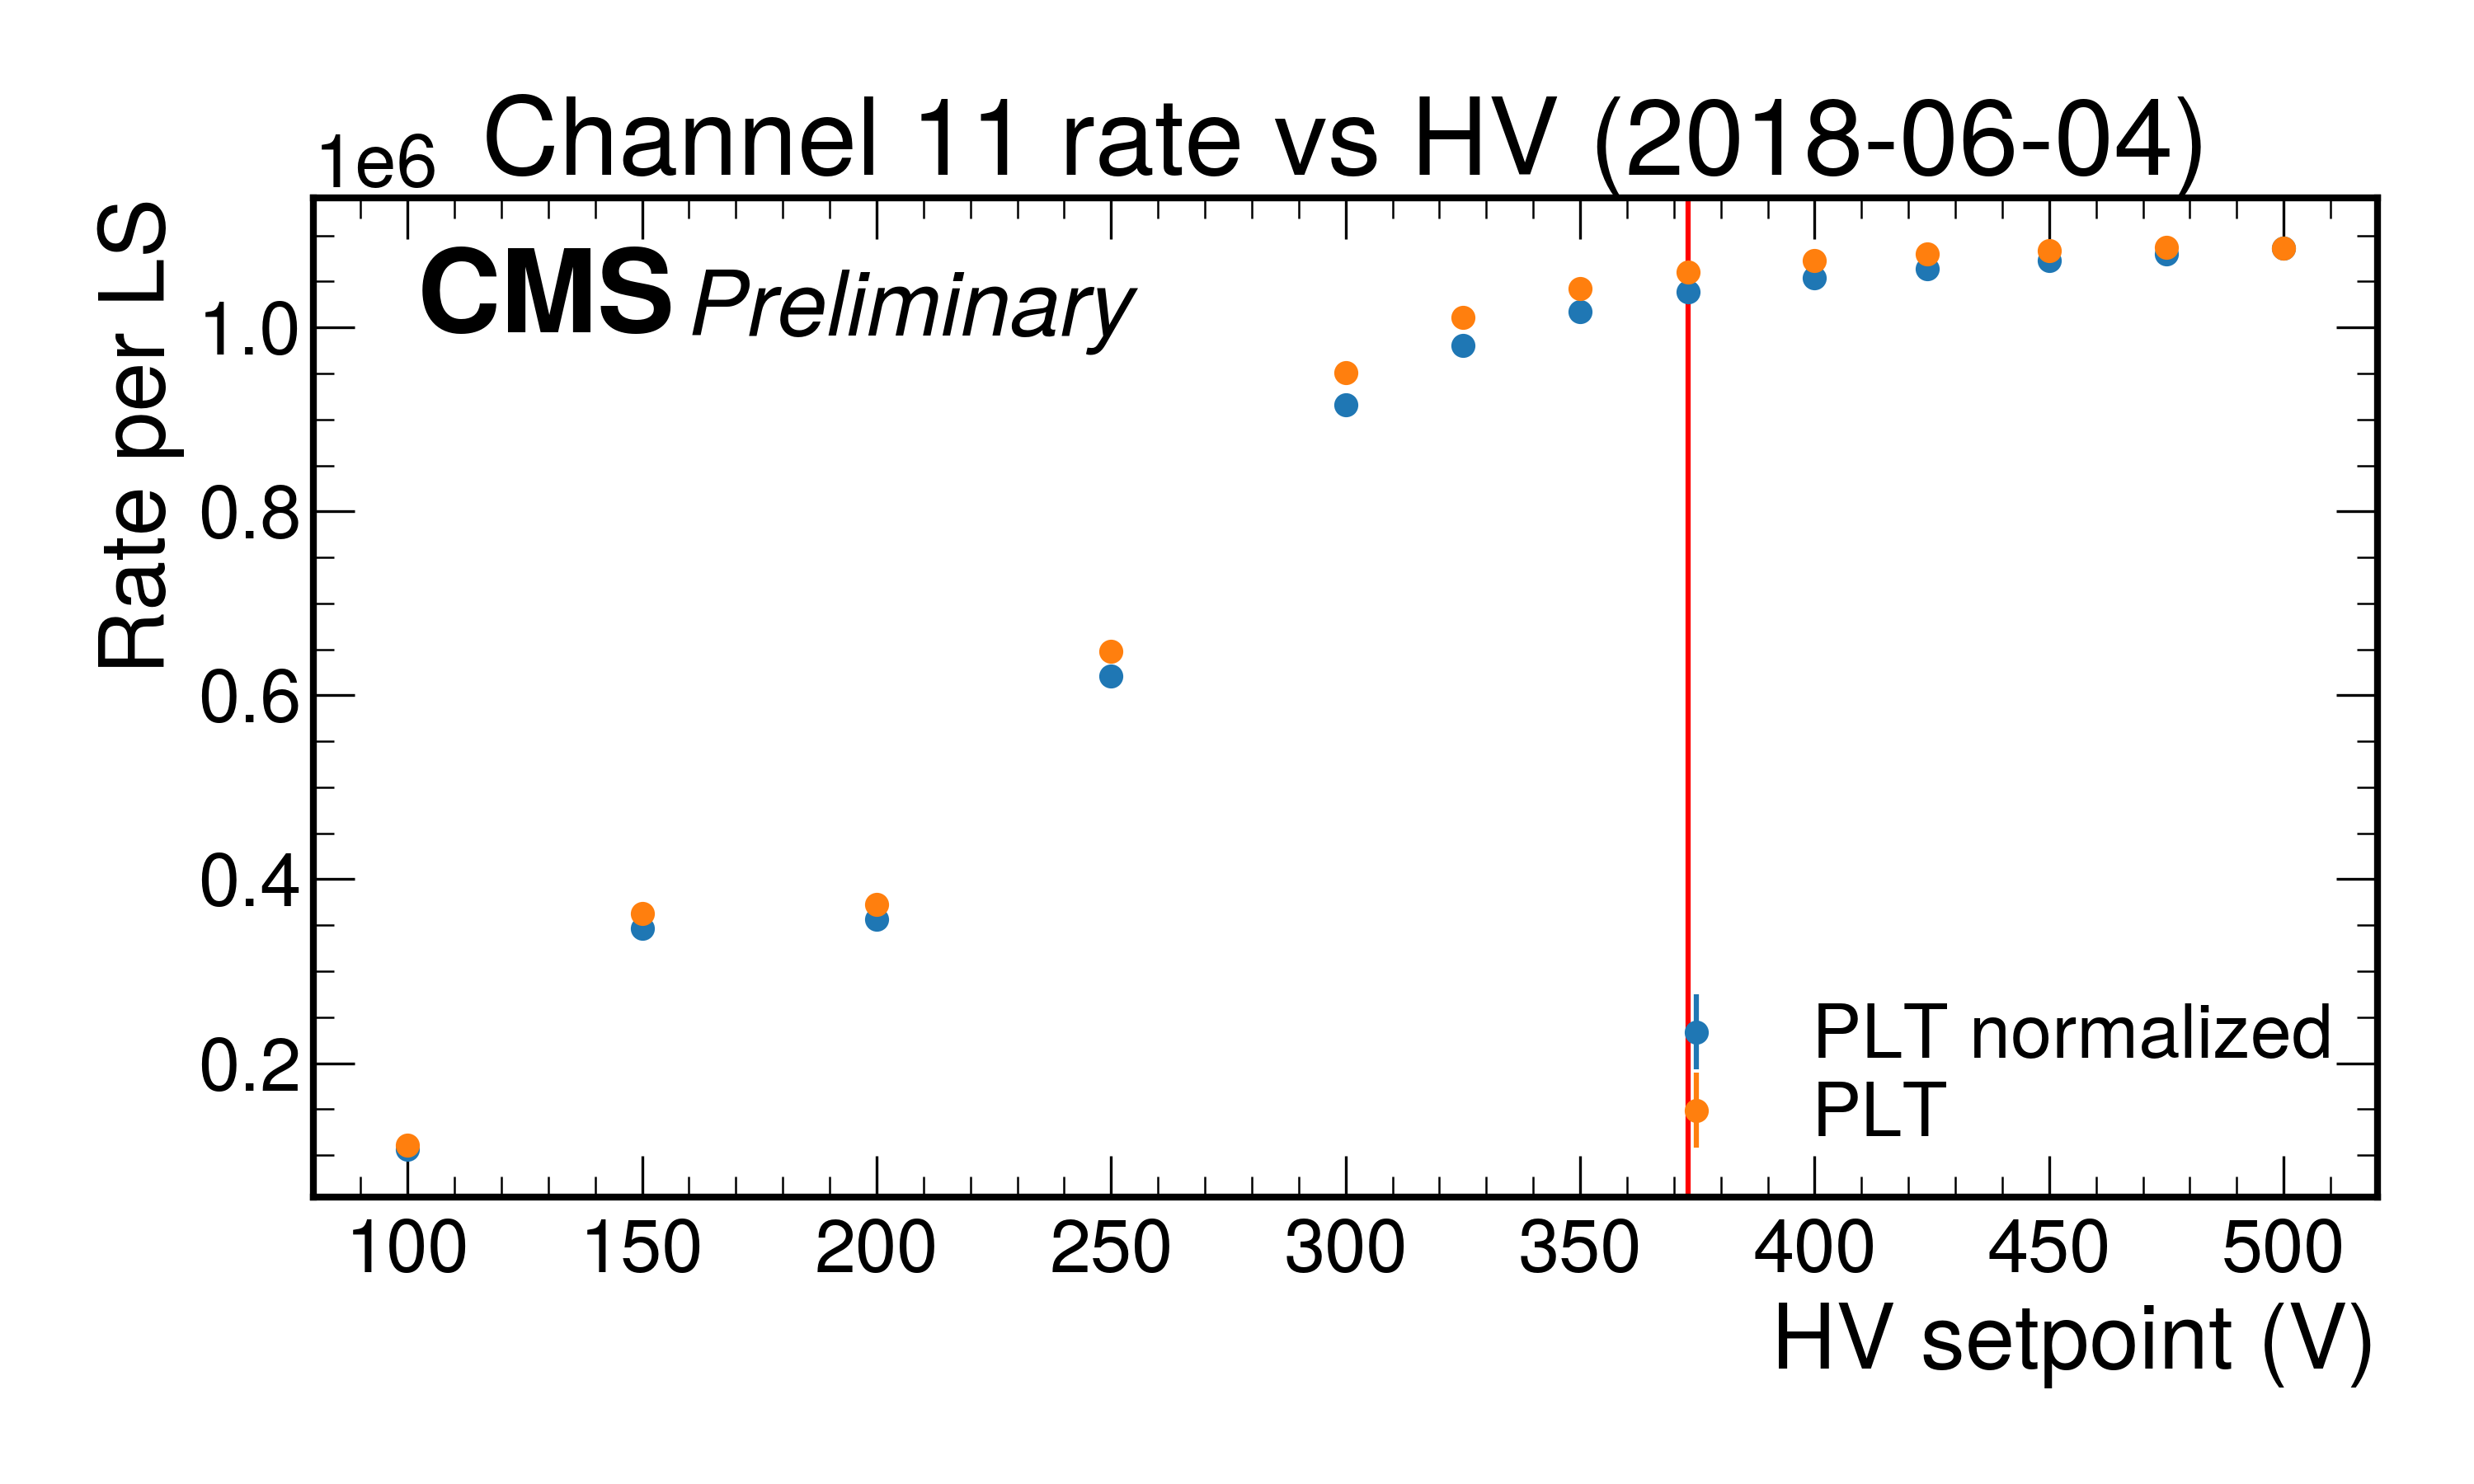 Channel 11 rate vs HV (2018-06-04)
1e6
CMS Preliminary
Rate per LS
1.0
0.8
0.6
0.4
0.2
PLT normalized
PLT
100 150 200 250 300 350 400 450 500
HV setpoint (V)